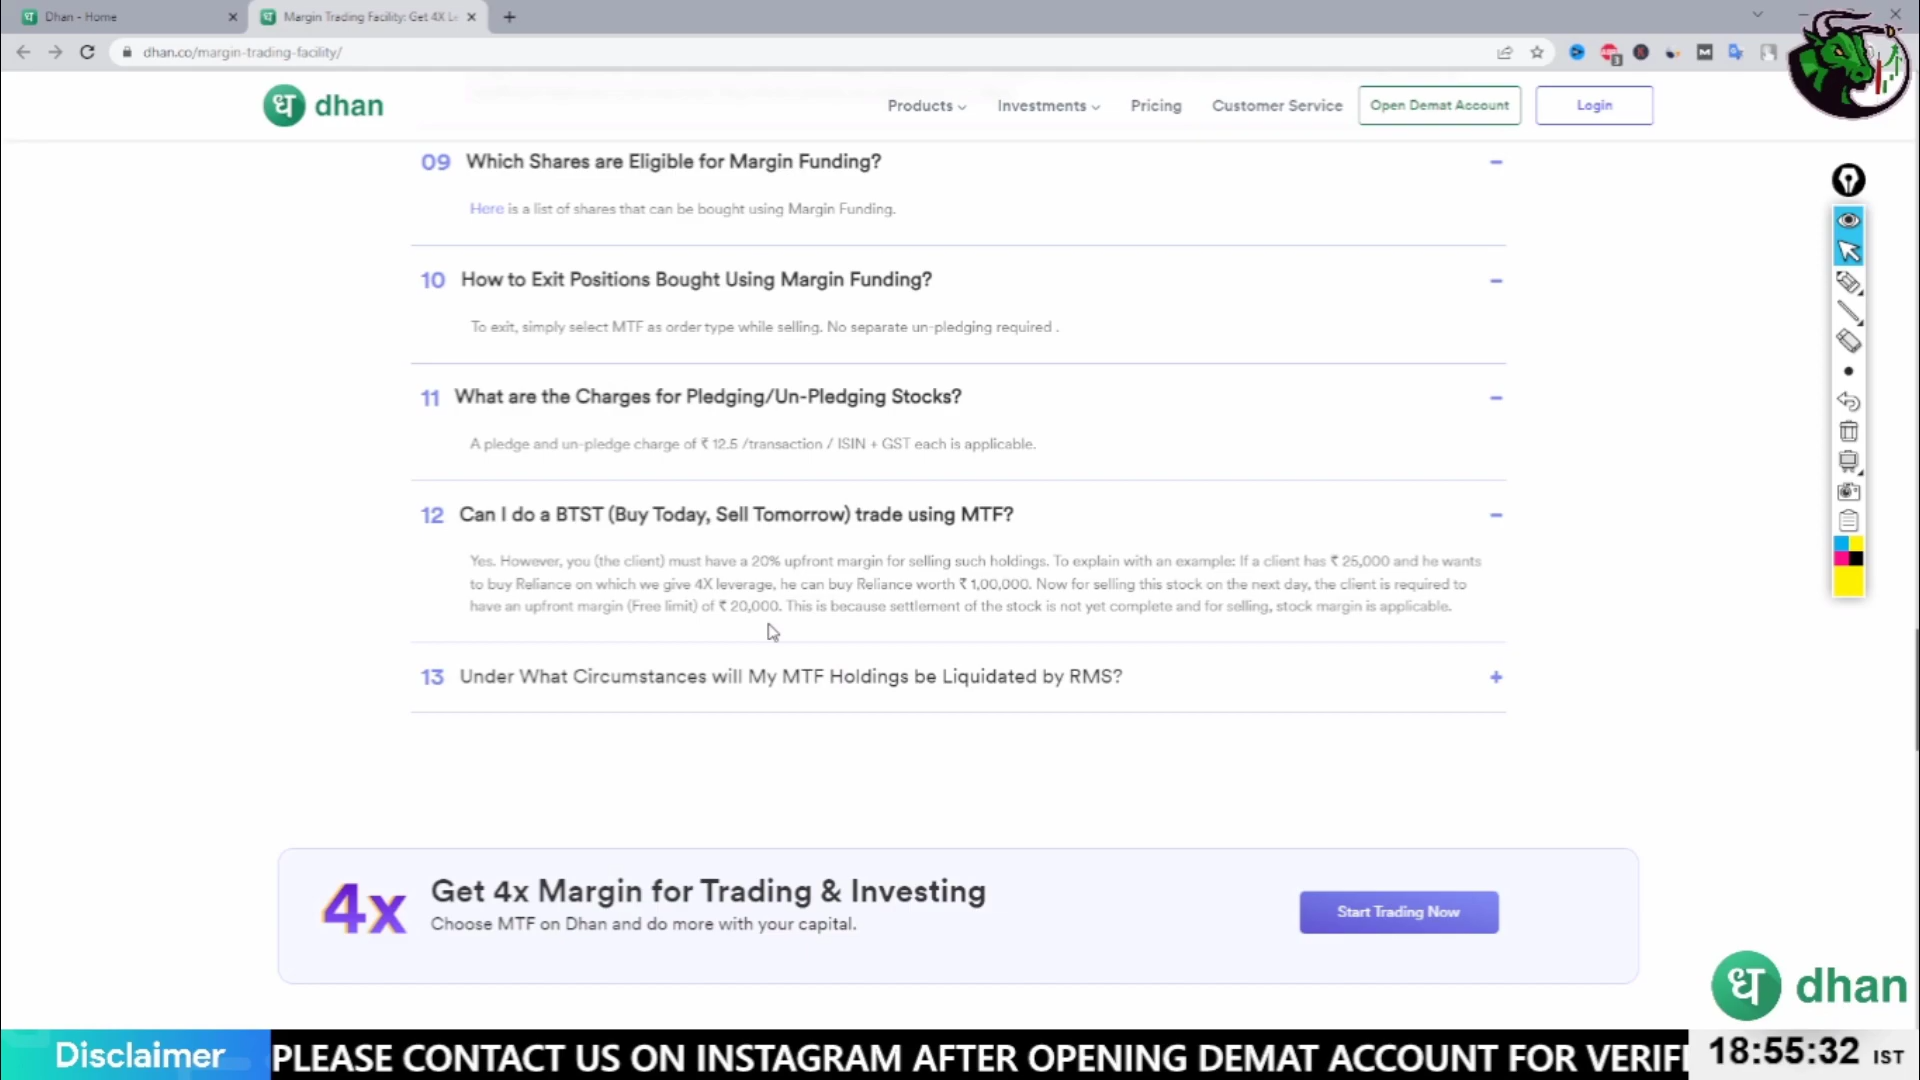 Dhan - Home
Margin Trading Facility: Get 4X Le
dhan.co/margin-trading-facility/
धा dhan
Products
Investments
Pricing
Customer Service
Open Demat Account
Login
09 Which Shares are Eligible for Margin Funding?
Here is a list of shares that can be bought using Margin Funding.
10 How to Exit Positions Bought Using Margin Funding?
To exit, simply select MTF as order type while selling. No separate un-pledging required .
11 What are the Charges for Pledging/Un-Pledging Stocks?
A pledge and un-pledge charge of ₹ 12.5 /transaction / ISIN + GST each is applicable.
12 Can I do a BTST (Buy Today, Sell Tomorrow) trade using MTF?
Yes. However, you (the client) must have a 20% upfront margin for selling such holdings. To explain with an example: If a client has ₹ 25,000 and he wants
to buy Reliance on which we give 4X leverage, he can buy Reliance worth ₹ 1,00,000. Now for selling this stock on the next day, the client is required to
have an upfront margin (Free limit) of ₹ 20,000. This is because settlement of the stock is not yet complete and for selling, stock margin is applicable.
13 Under What Circumstances will My MTF Holdings be Liquidated by RMS?
4x
Get 4x Margin for Trading & Investing
Choose MTF on Dhan and do more with your capital.
Start Trading Now
ध dhan
Disclaimer
PLEASE CONTACT US ON INSTAGRAM AFTER OPENING DEMAT ACCOUNT FOR VERIFI
18:55:32 IST